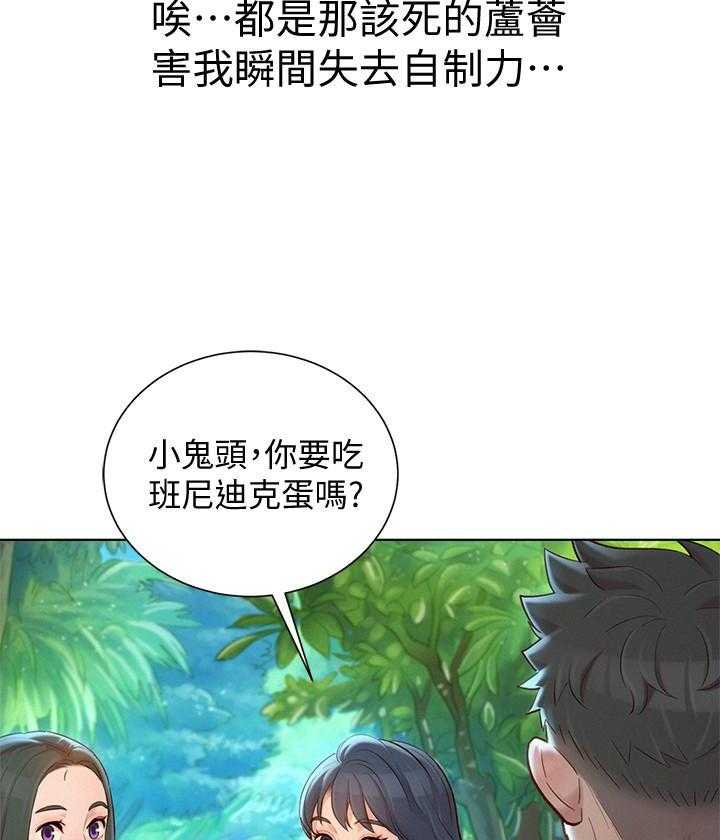 唉…都是那該死的蘆薈
害我瞬間失去自制力…
小鬼頭,你要吃
班尼迪克蛋嗎?